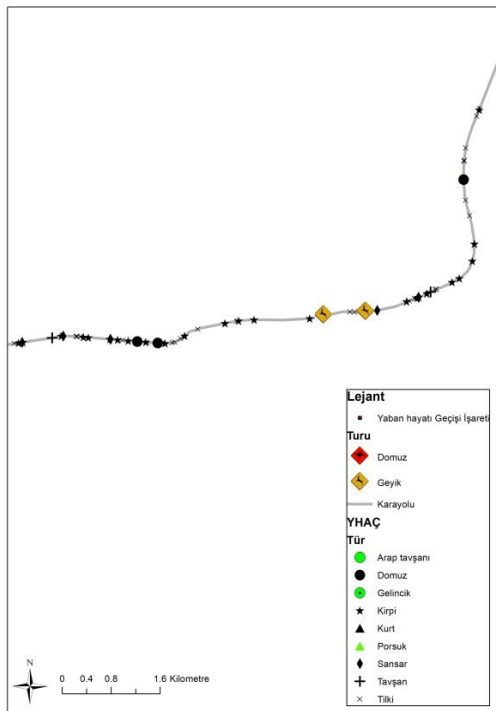 Lejant
Yaban hayatı Geçişi İşareti
Turu
Domuz
Geyik
Karayolu
YHAÇ
Tür
Arap tavşanı
Domuz
Gelincik
Kirpi
Kurt
Porsuk
Sansar
Tavşan
Tilki
N
0 0.4 0.8 1.6 Kilometre